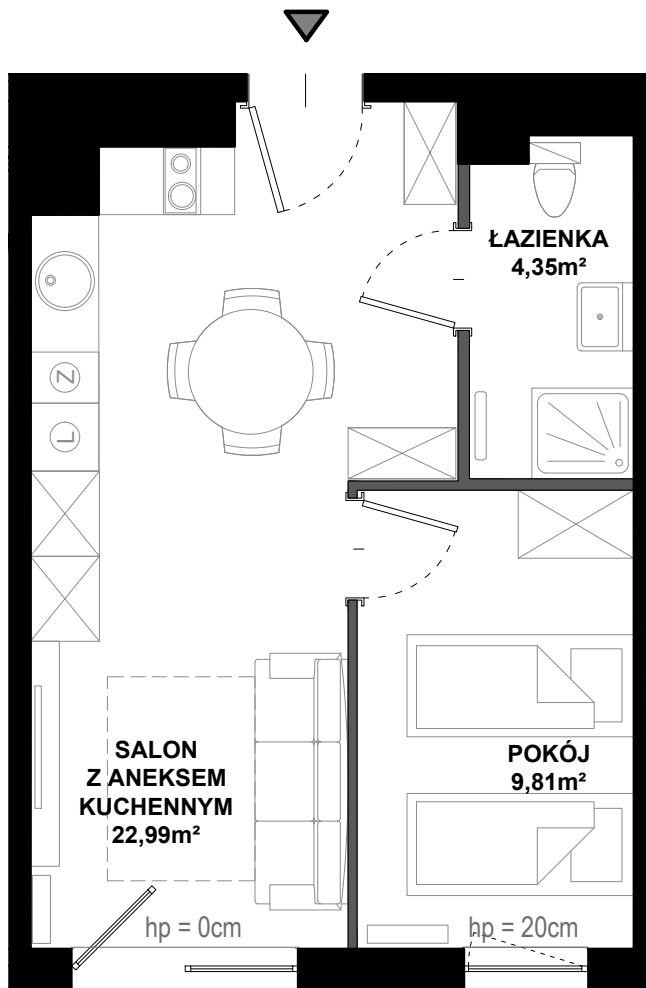 ŁAZIENKA
4,35m²
Z
L
SALON
Z ANEKSEM
KUCHENNYM
22,99m²
POKÓJ
9,81m²
hp = 0cm
hp = 20cm